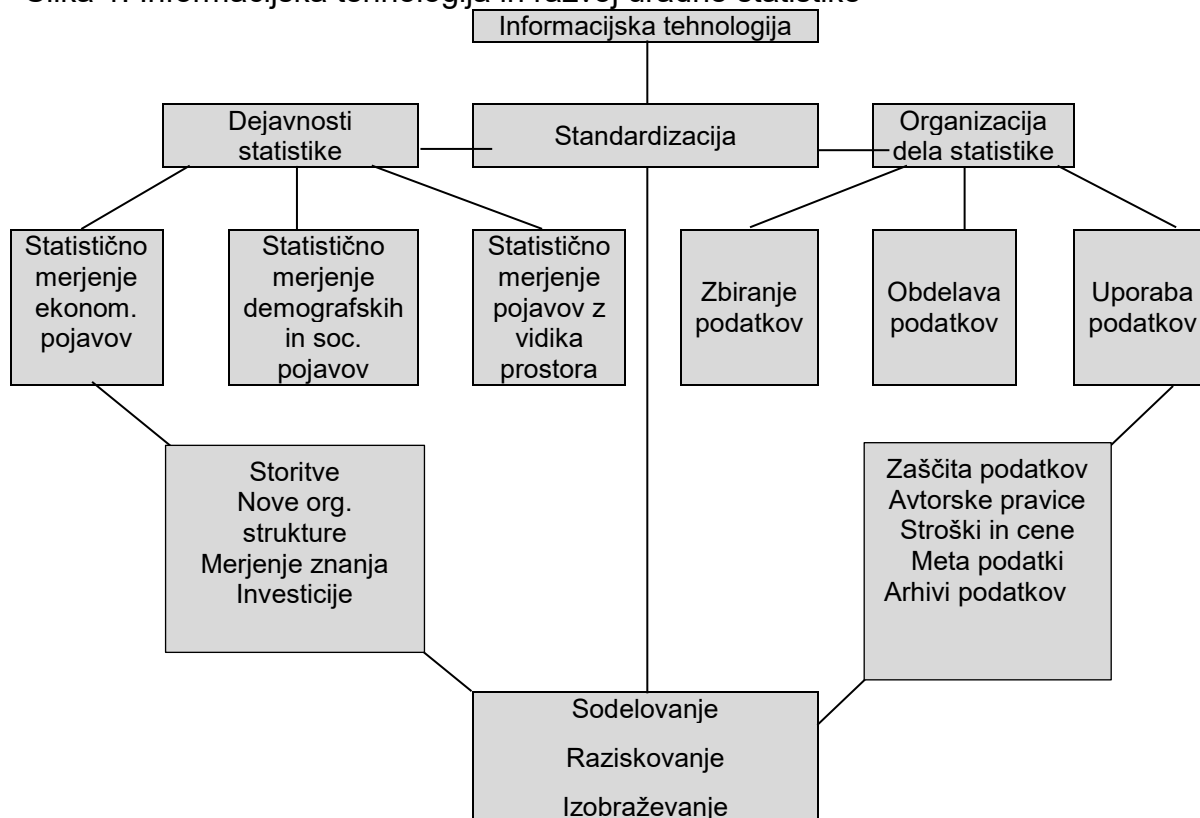 Slika 1: Informacijska tehnologija in razvoj uradne statistike
Informacijska tehnologija
Dejavnosti
statistike
Standardizacija
Organizacija
dela statistike
Statistično
merjenje
ekonom.
pojavov
Statistično
merjenje
demografskih
in soc.
pojavov
Statistično
merjenje
pojavov z
vidika
prostora
Zbiranje
podatkov
Obdelava
podatkov
Uporaba
podatkov
Storitve
Nove org.
strukture
Merjenje znanja
Investicije
Zaščita podatkov
Avtorske pravice
Stroški in cene
Meta podatki
Arhivi podatkov
Sodelovanje
Raziskovanje
Izobraževanje